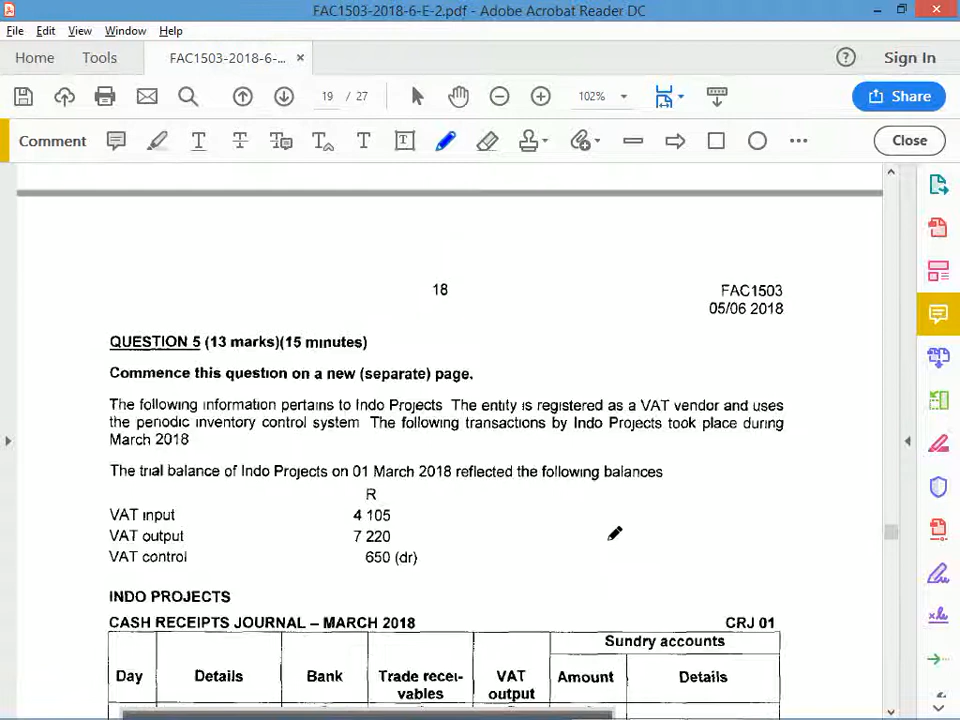 FAC1503-2018-6-E-2.pdf - Adobe Acrobat Reader DC
File Edit View Window Help
Home Tools FAC1503-2018-6-... × Sign In
19 / 27 102% Share
Comment Close
18 FAC1503
05/06 2018
QUESTION 5 (13 marks)(15 minutes)
Commence this question on a new (separate) page.
The following information pertains to Indo Projects The entity is registered as a VAT vendor and uses
the periodic inventory control system The following transactions by Indo Projects took place during
March 2018
The trial balance of Indo Projects on 01 March 2018 reflected the following balances
R
VAT input 4 105
VAT output 7 220
VAT control 650 (dr)
INDO PROJECTS
CASH RECEIPTS JOURNAL – MARCH 2018 CRJ 01
Sundry accounts
Day Details Bank Trade recei- VAT Amount Details
vables output